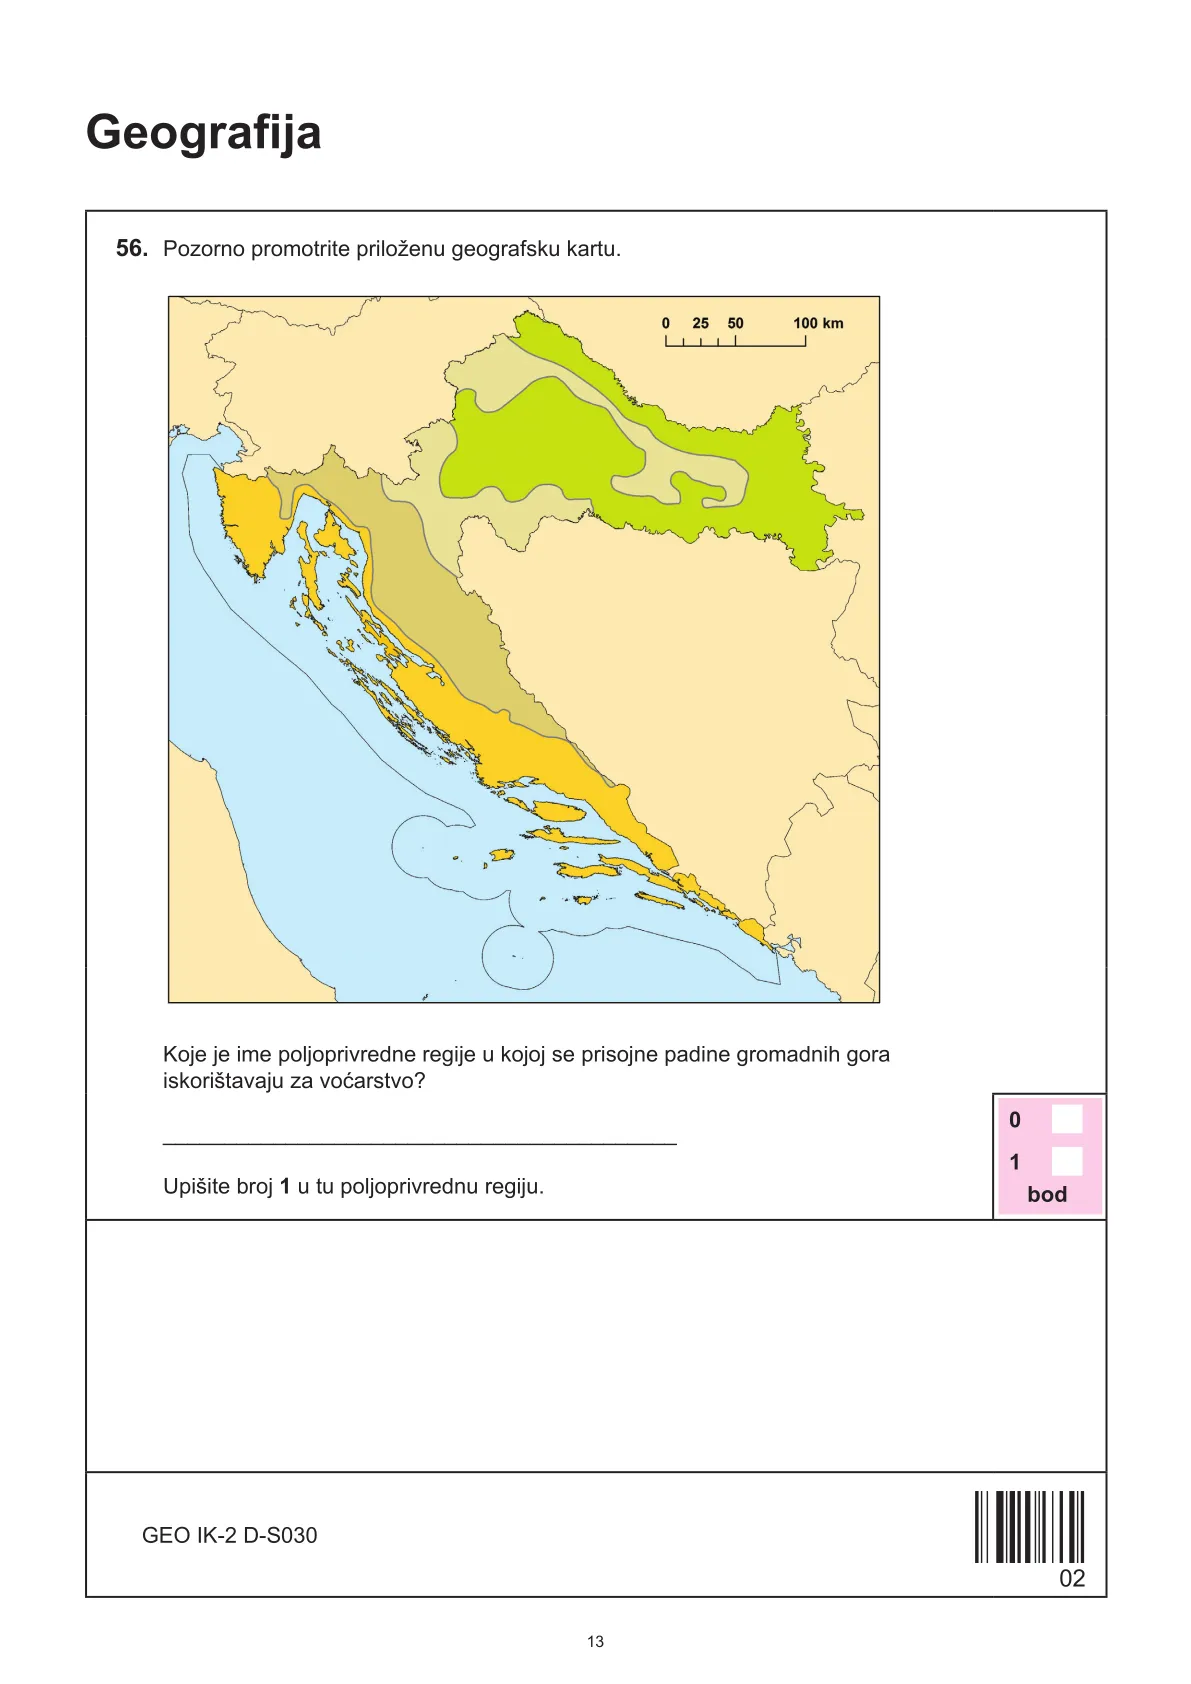 Geografija
56. Pozorno promotrite priloženu geografsku kartu.
0 25 50 100 km
Koje je ime poljoprivredne regije u kojoj se prisojne padine gromadnih gora
iskorištavaju za voćarstvo?
Upišite broj 1 u tu poljoprivrednu regiju.
0
1
bod
GEO IK-2 D-S030
02
13